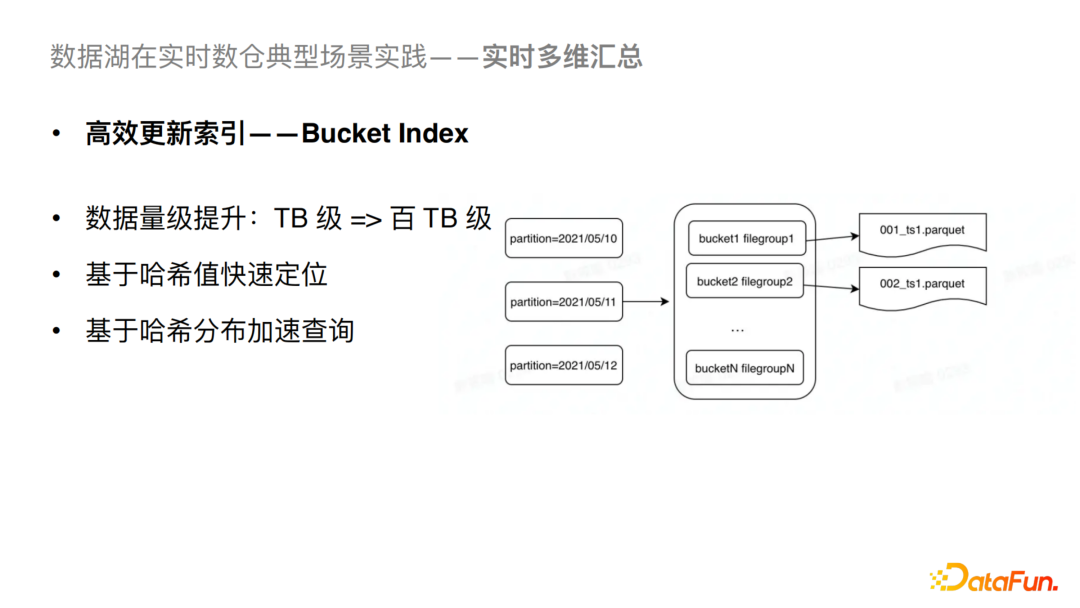 数据湖在实时数仓典型场景实践——实时多维汇总
• 高效更新索引——Bucket Index
• 数据量级提升：TB 级 => 百 TB 级
• 基于哈希值快速定位
• 基于哈希分布加速查询
partition=2021/05/10
partition=2021/05/11
partition=2021/05/12
bucket1 filegroup1
bucket2 filegroup2
...
bucketN filegroupN
001_ts1.parquet
002_ts1.parquet
DataFun.